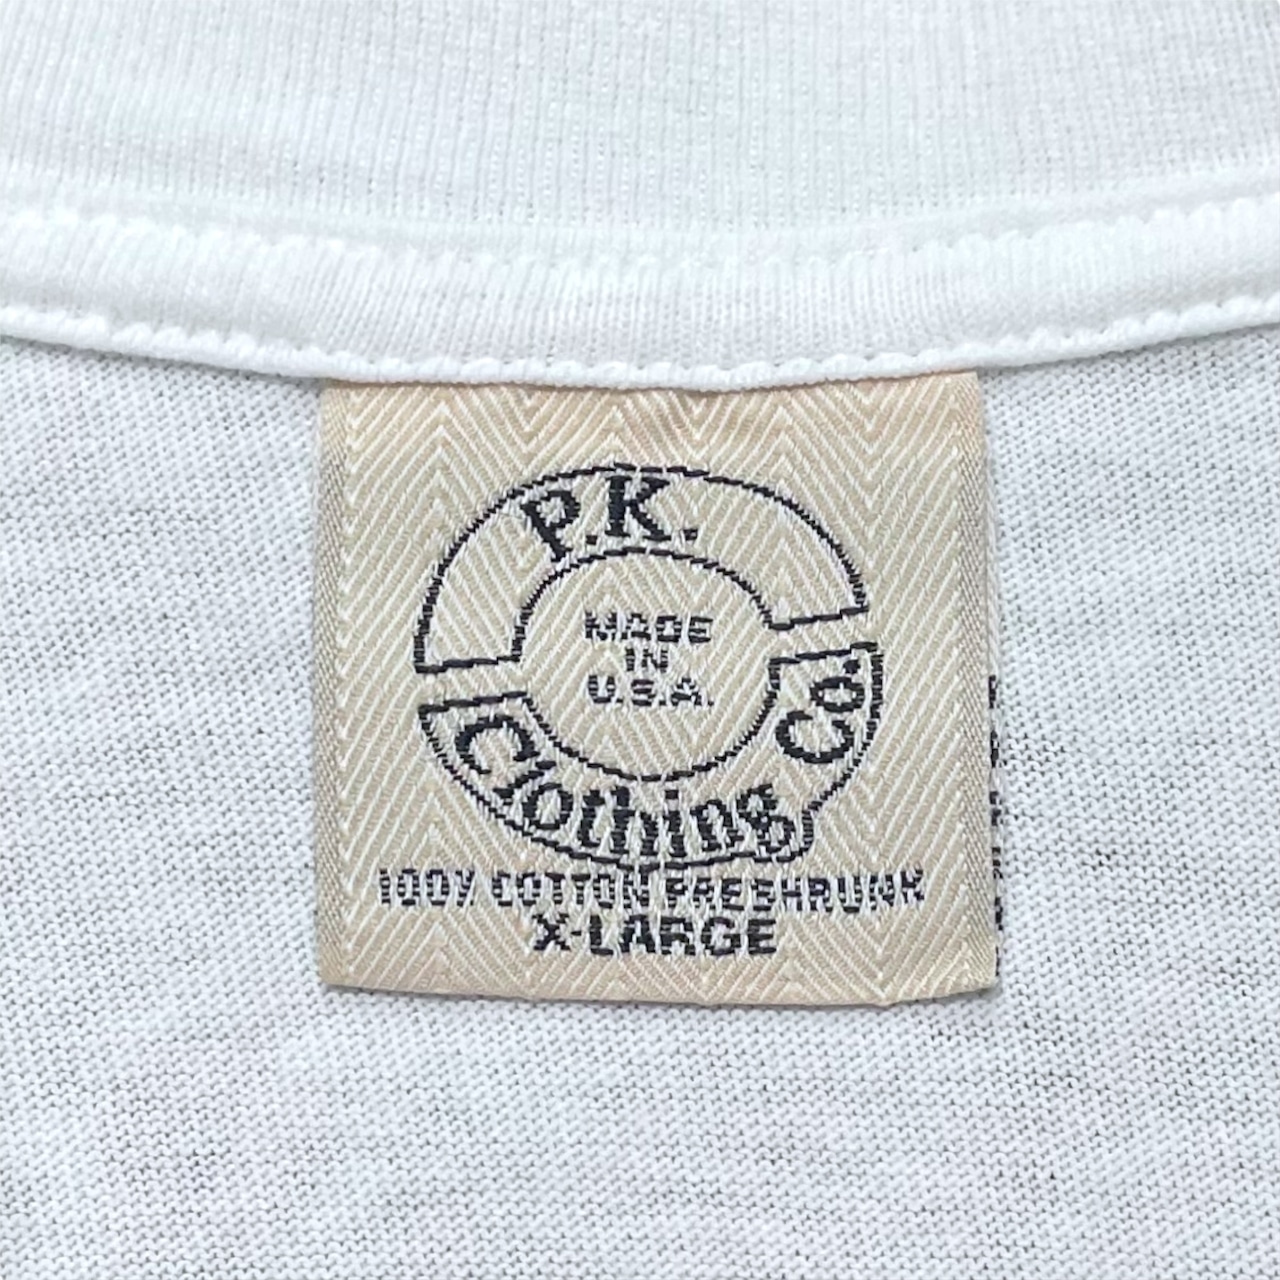 P.K.
MADE
IN
U.S.A.
Clothing Co.
100% COTTON PRESHRUNK
X-LARGE